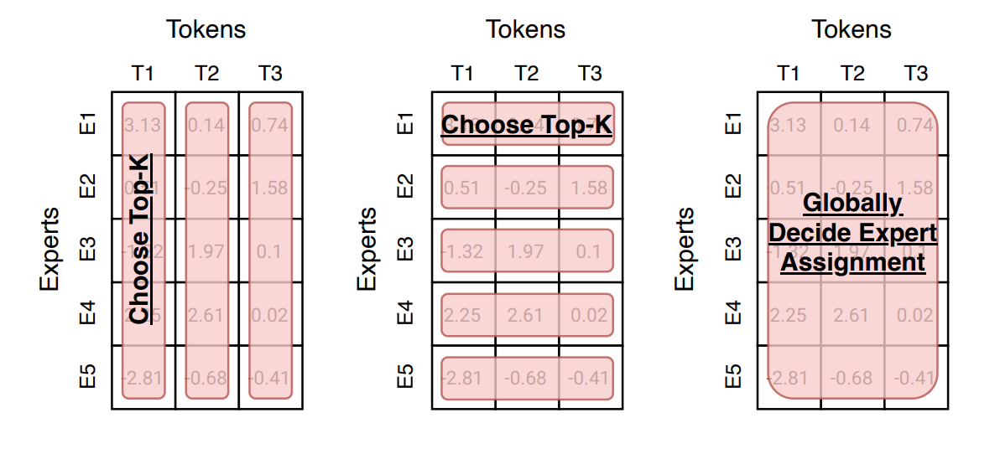 Tokens
T1 T2 T3
Experts
E1 3.13 0.14 0.74
E2 -0.25 1.58
E3 1.97 0.1
E4 2.61 0.02
E5 -2.81 -0.68 -0.41
Choose Top-K
Tokens
T1 T2 T3
Experts
E1 Choose Top-K
E2 0.51 -0.25 1.58
E3 -1.32 1.97 0.1
E4 2.25 2.61 0.02
E5 -2.81 -0.68 -0.41
Tokens
T1 T2 T3
Experts
E1 3.13 0.14 0.74
E2 0.51 -0.25 1.58
Globally
Decide Expert
Assignment
E3 -1.32 1.97
E4 2.25 2.61 0.02
E5 -2.81 -0.68 -0.41